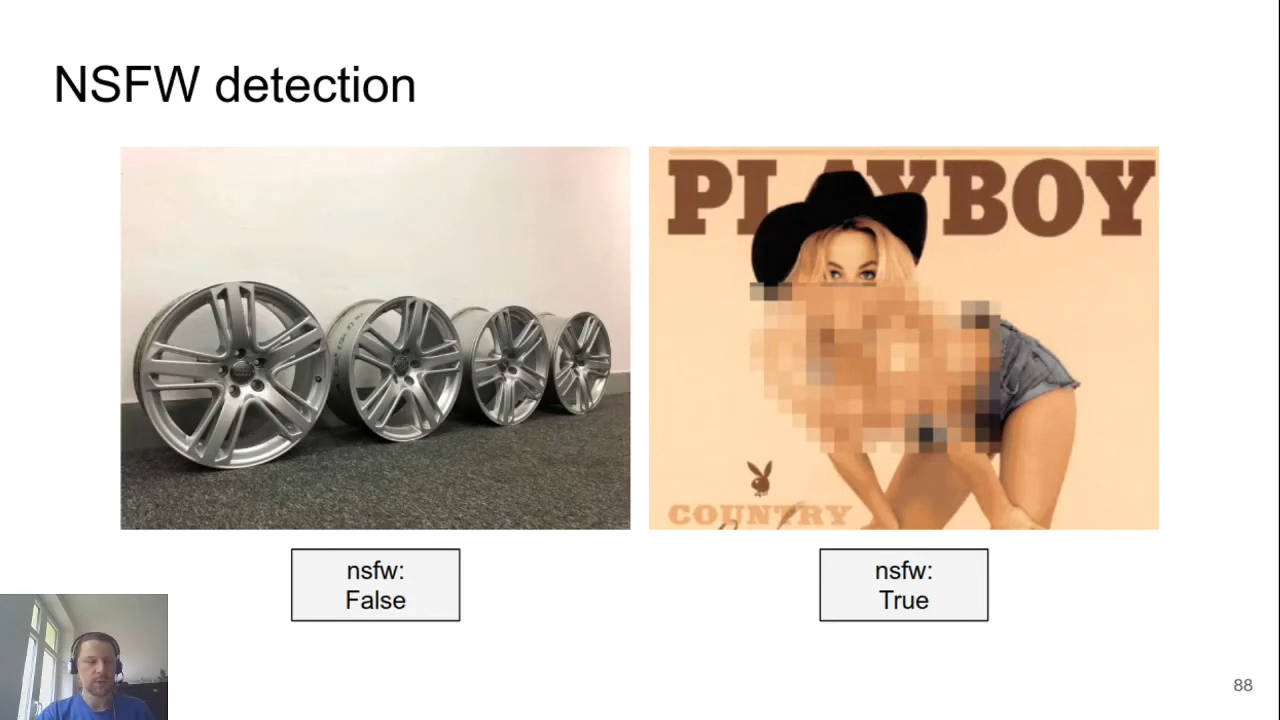 NSFW detection
PLAYBOY
COUNTRY
nsfw:
False
nsfw:
True
88